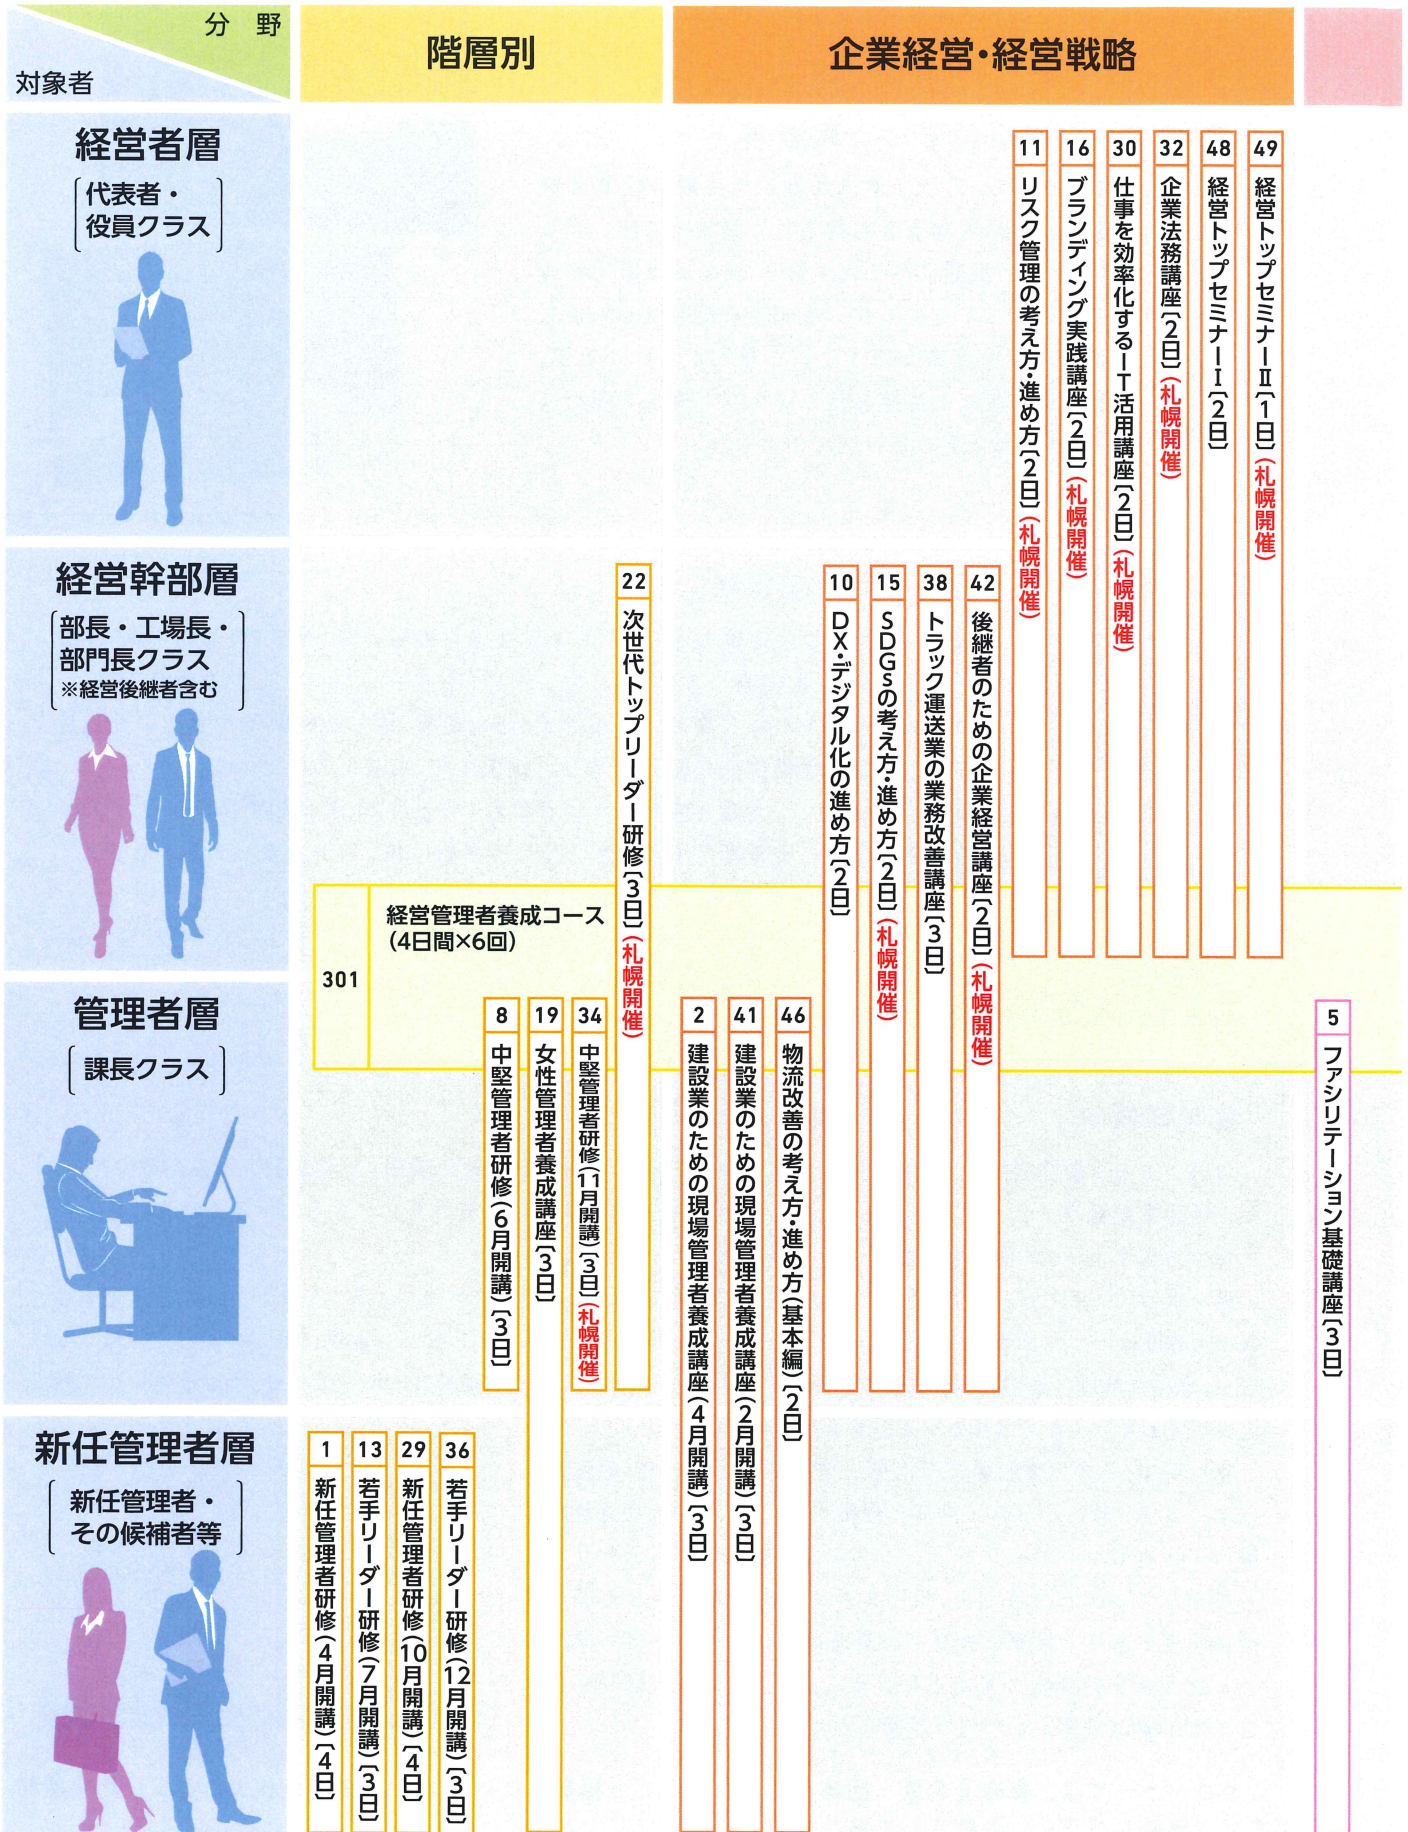 分　野
対象者
階層別
企業経営・経営戦略
経営者層
代表者・
役員クラス
11 リスク管理の考え方・進め方〔2日〕(札幌開催)
16 ブランディング実践講座〔2日〕(札幌開催)
30 仕事を効率化するIT活用講座〔2日〕(札幌開催)
32 企業法務講座〔2日〕(札幌開催)
48 経営トップセミナーⅠ〔2日〕
49 経営トップセミナーⅡ〔1日〕(札幌開催)
経営幹部層
部長・工場長・
部門長クラス
※経営後継者含む
22 次世代トップリーダー研修〔3日〕(札幌開催)
10 DX・デジタル化の進め方〔2日〕
15 SDGsの考え方・進め方〔2日〕(札幌開催)
38 トラック運送業の業務改善講座〔3日〕
42 後継者のための企業経営講座〔2日〕(札幌開催)
301
経営管理者養成コース
(4日間×6回)
管理者層
課長クラス
8 中堅管理者研修(6月開講)〔3日〕
19 女性管理者養成講座〔3日〕
34 中堅管理者研修(11月開講)〔3日〕(札幌開催)
2 建設業のための現場管理者養成講座(4月開講)〔3日〕
41 建設業のための現場管理者養成講座(2月開講)〔3日〕
46 物流改善の考え方・進め方(基本編)〔2日〕
5 ファシリテーション基礎講座〔3日〕
新任管理者層
新任管理者・
その候補者等
1 新任管理者研修(4月開講)〔4日〕
13 若手リーダー研修(7月開講)〔3日〕
29 新任管理者研修(10月開講)〔4日〕
36 若手リーダー研修(12月開講)〔3日〕